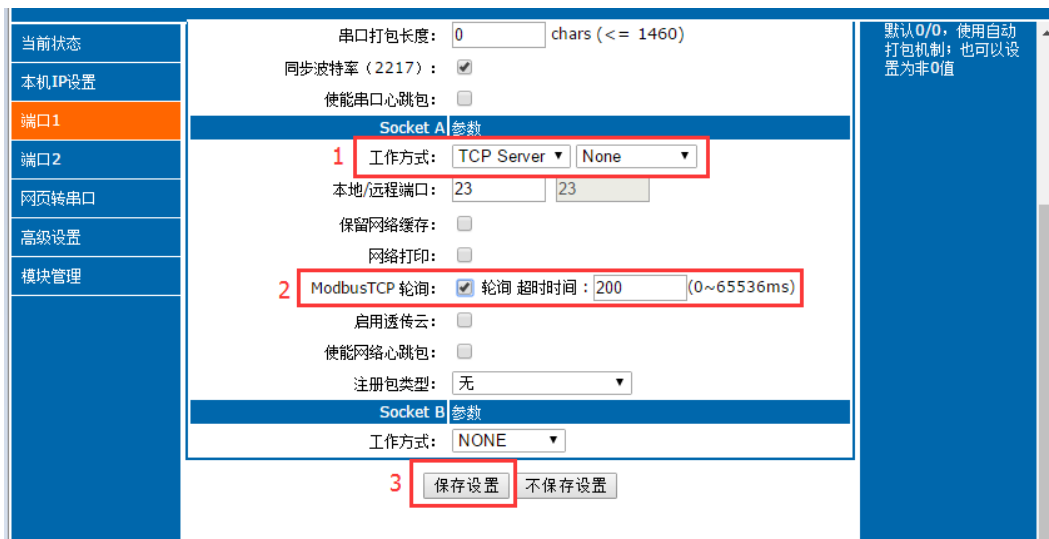 当前状态
本机IP设置
端口1
端口2
网页转串口
高级设置
模块管理
串口打包长度: 0 chars (<= 1460)
同步波特率（2217）:
使能串口心跳包:
Socket A 参数
1 工作方式: TCP Server None
本地/远程端口: 23 23
保留网络缓存:
网络打印:
2 ModbusTCP 轮询: 轮询 超时时间: 200 (0~65536ms)
启用透传云:
使能网络心跳包:
注册包类型: 无
Socket B 参数
工作方式: NONE
3 保存设置 不保存设置
默认0/0，使用自动
打包机制；也可以设
置为非0值